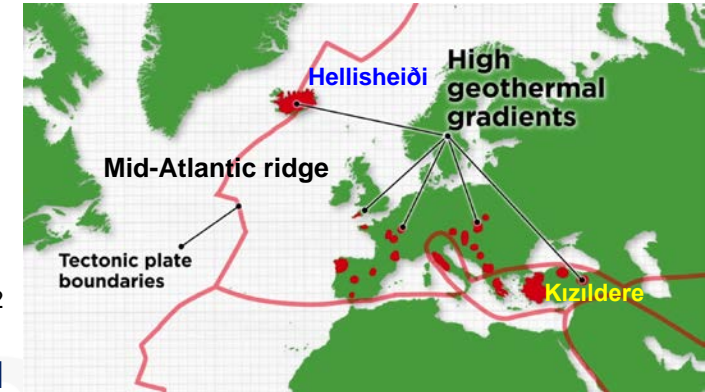 Hellisheiði
High
geothermal
gradients
Mid-Atlantic ridge
Tectonic plate
boundaries
Kızıldere
2